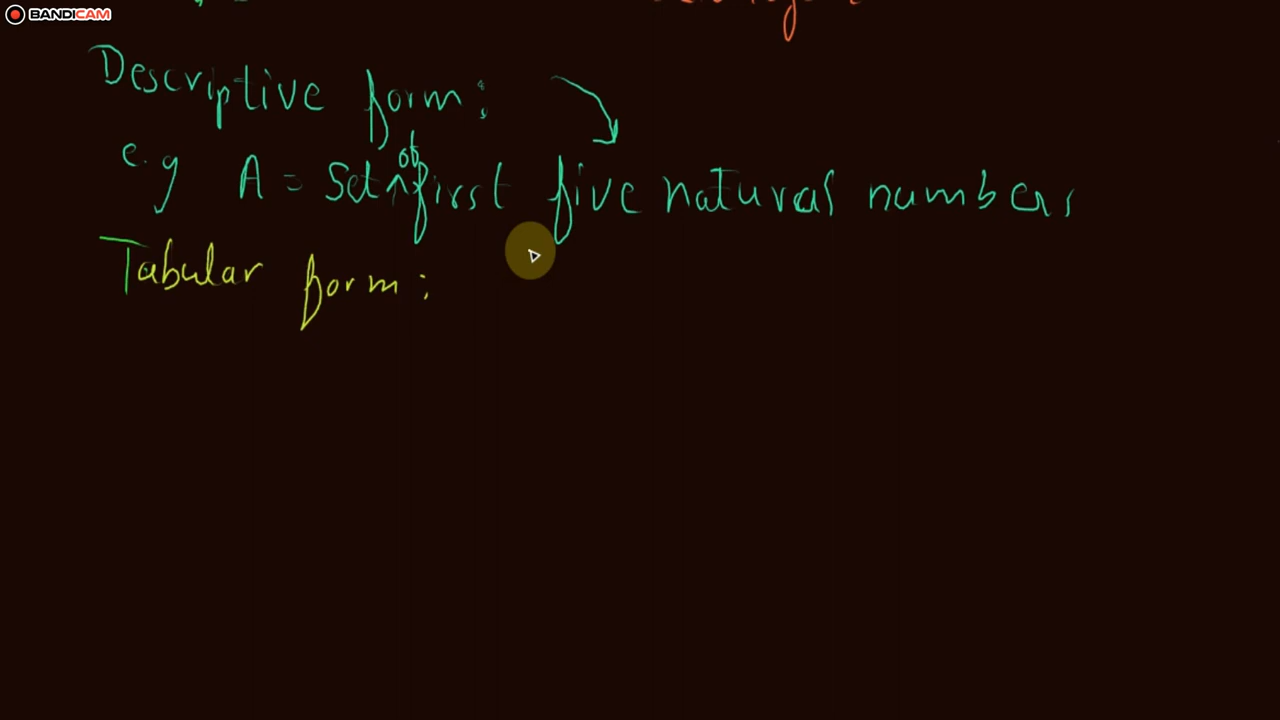 BANDICAM
Descriptive form:
e.g A = Set of first five natural numbers
Tabular form: